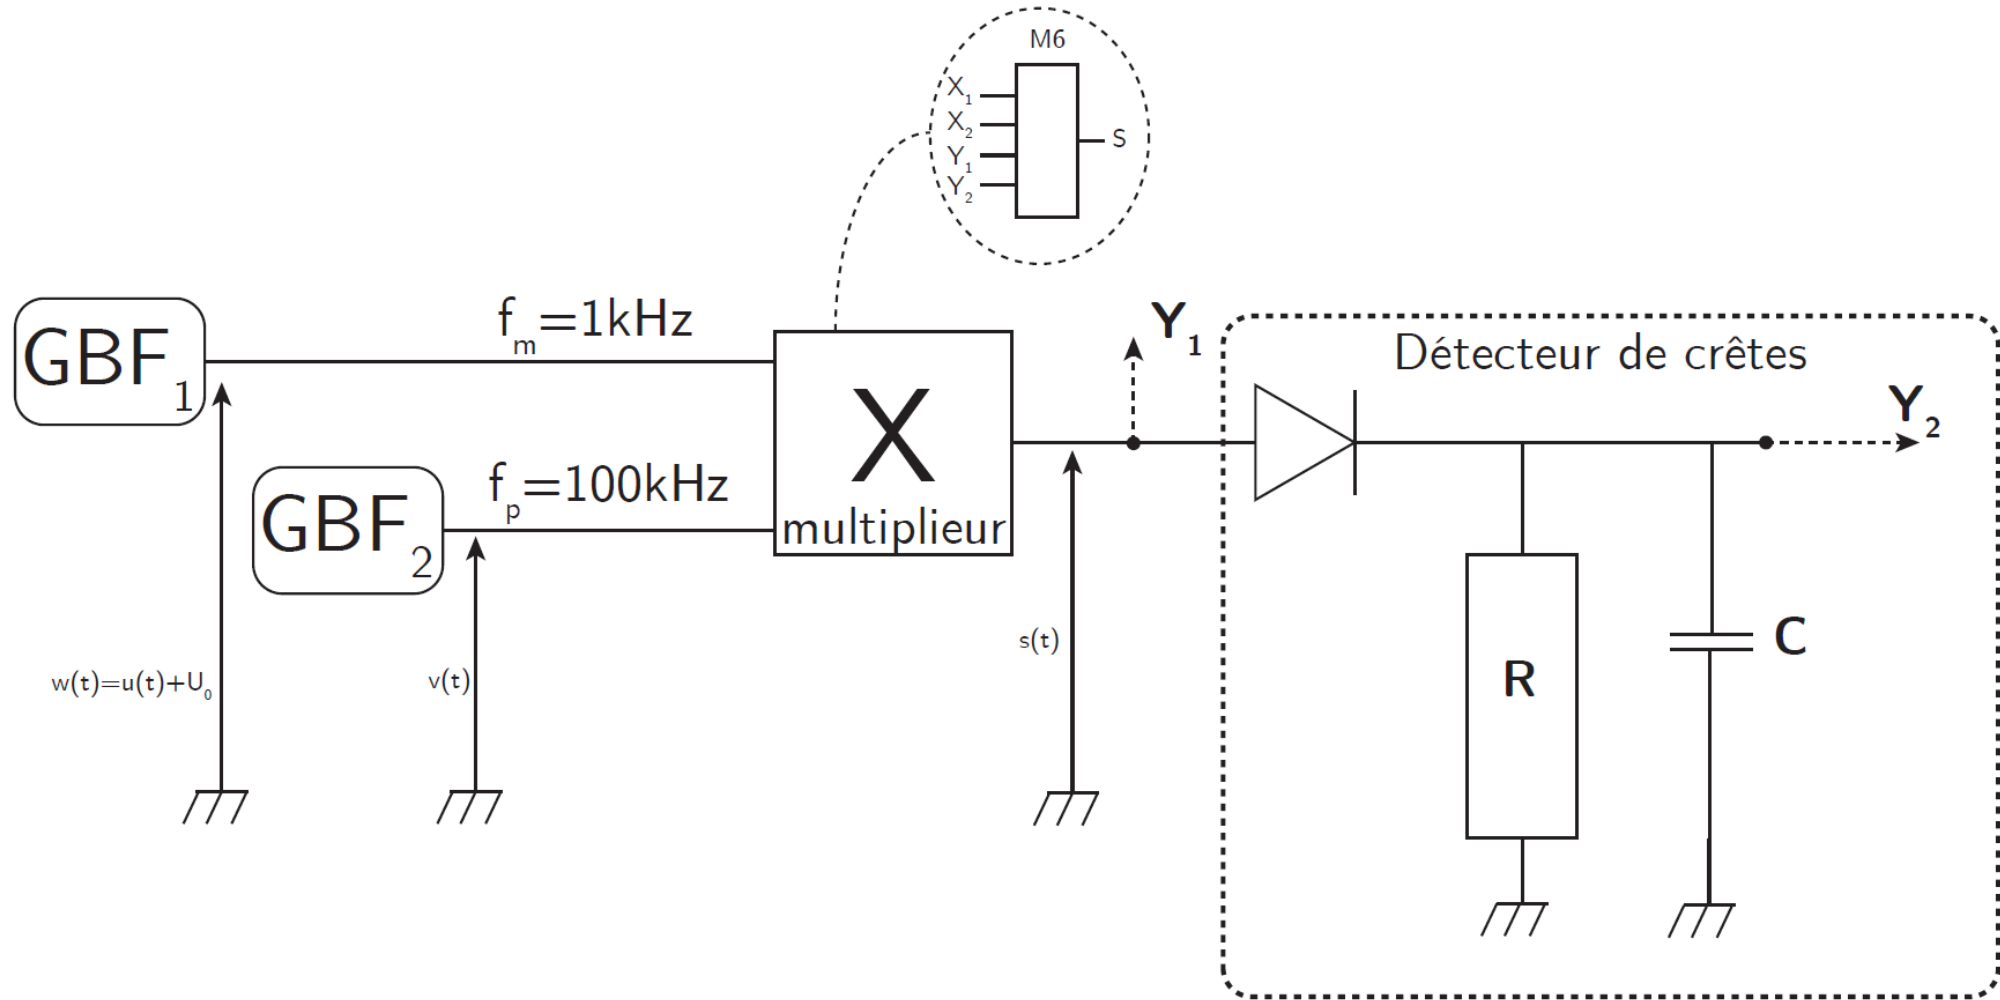 M6
X1
X2
Y1
Y2
S
GBF1
fm=1kHz
GBF2
fp=100kHz
X
multiplieur
Y1
Détecteur de crêtes
Y2
w(t)=u(t)+U0
v(t)
s(t)
R
C